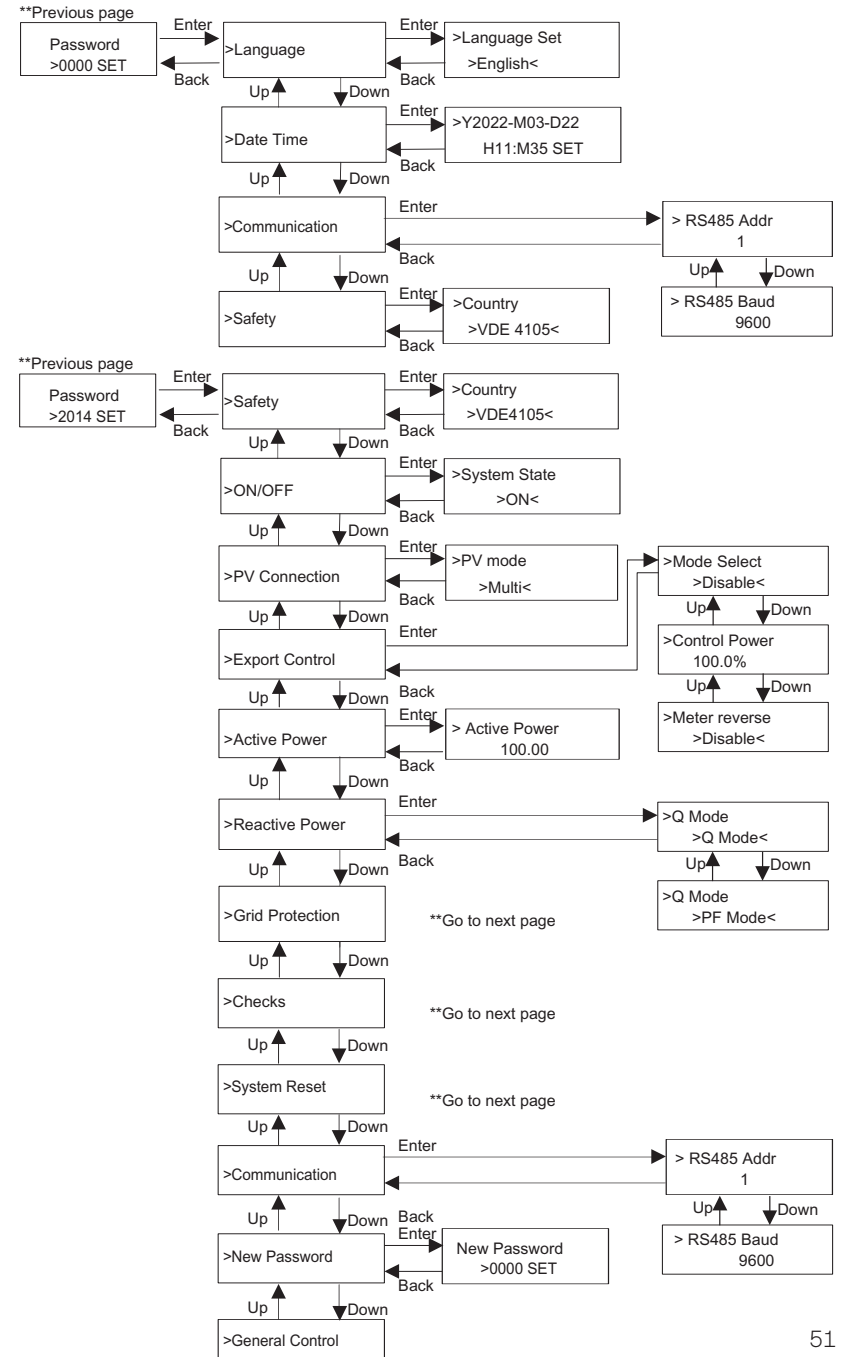 **Previous page
Password
>0000 SET
Enter
Back
>Language
Enter
Back
>Language Set
>English<
Up
Down
>Date Time
Enter
Back
>Y2022-M03-D22
H11:M35 SET
Up
Down
>Communication
Enter
Back
> RS485 Addr
1
Up
Down
> RS485 Baud
9600
Up
Down
>Safety
Enter
Back
>Country
>VDE 4105<
**Previous page
Password
>2014 SET
Enter
Back
>Safety
Enter
Back
>Country
>VDE4105<
Up
Down
>ON/OFF
Enter
Back
>System State
>ON<
Up
Down
>PV Connection
Enter
Back
>PV mode
>Multi<
Up
Down
>Export Control
Enter
Back
>Mode Select
>Disable<
Up
Down
>Control Power
100.0%
Up
Down
>Meter reverse
>Disable<
Up
Down
>Active Power
Enter
Back
> Active Power
100.00
Up
Down
>Reactive Power
Enter
Back
>Q Mode
>Q Mode<
Up
Down
>Q Mode
>PF Mode<
Up
Down
>Grid Protection
**Go to next page
Up
Down
>Checks
**Go to next page
Up
Down
>System Reset
**Go to next page
Up
Down
>Communication
Enter
Back
> RS485 Addr
1
Up
Down
> RS485 Baud
9600
Up
Down
>New Password
Enter
Back
New Password
>0000 SET
Up
Down
>General Control
51